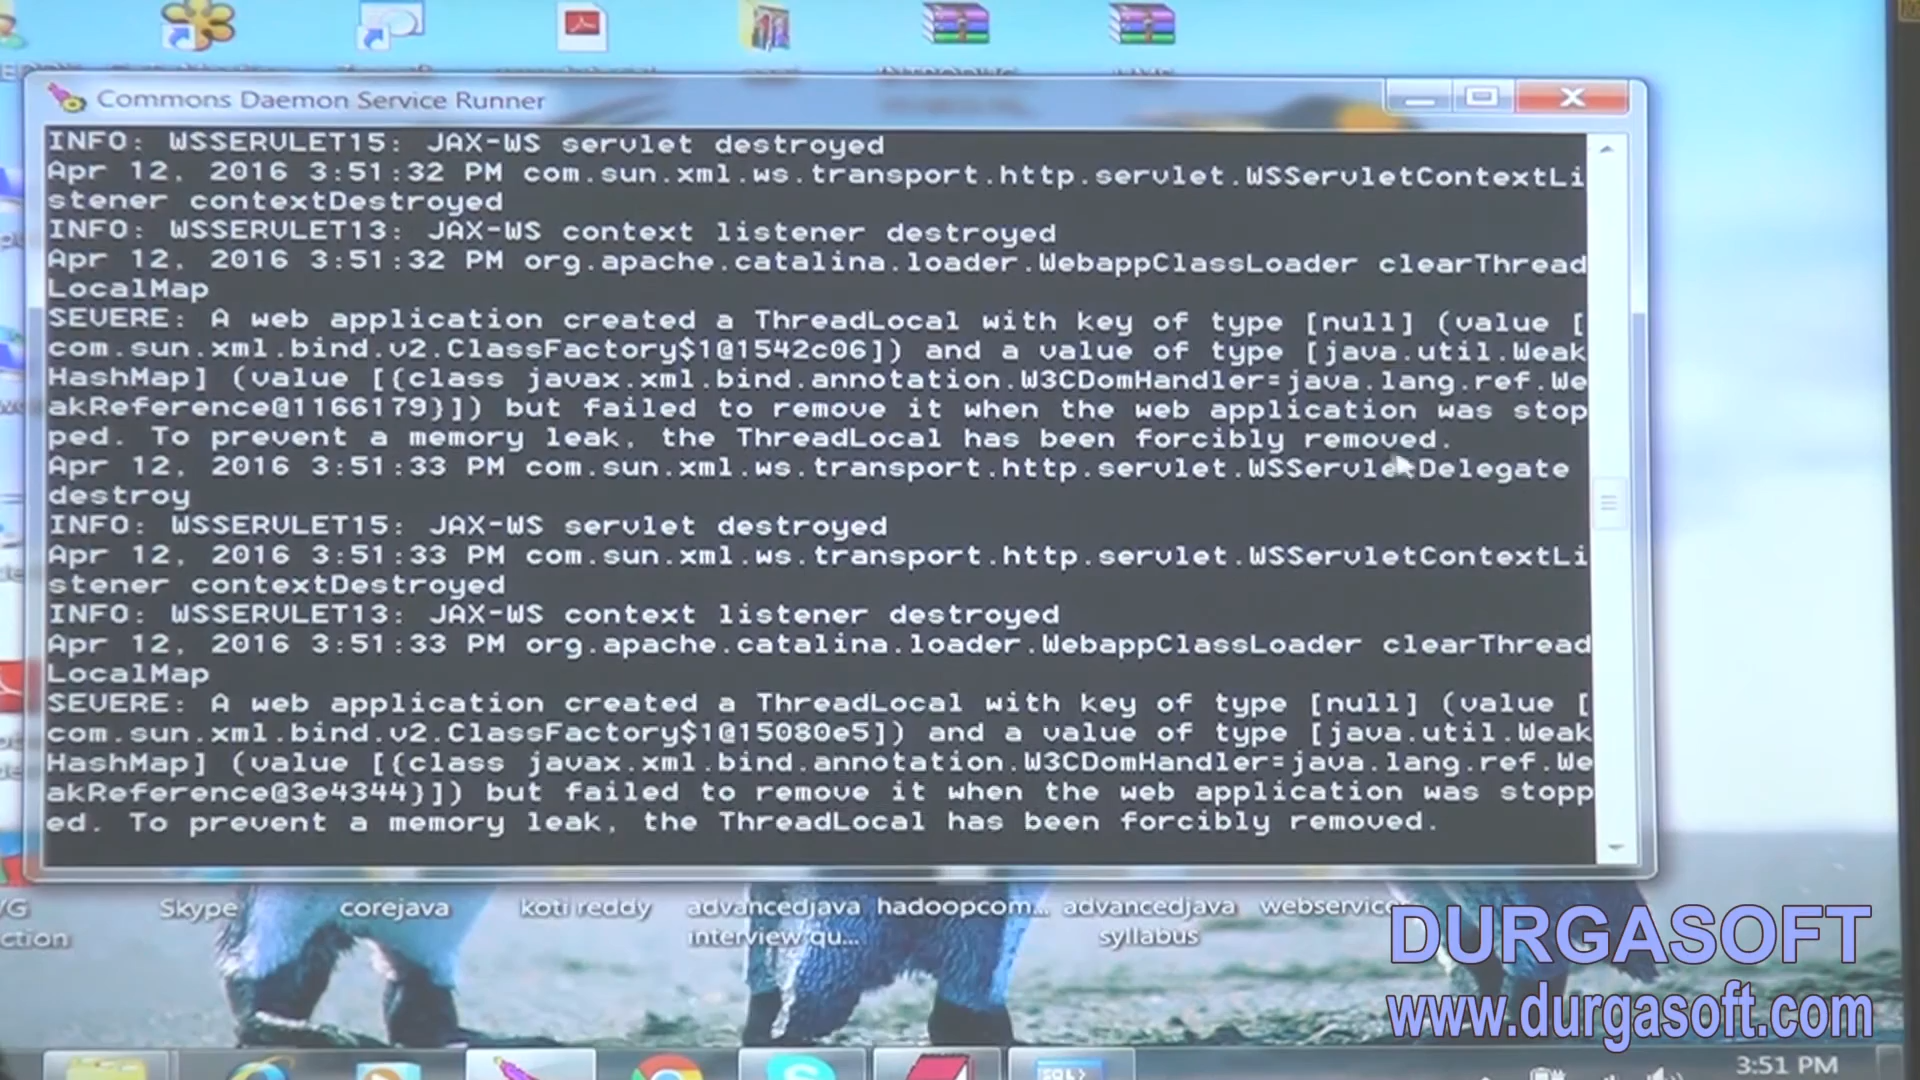 Commons Daemon Service Runner
INFO: WSSERVLET15: JAX-WS servlet destroyed
Apr 12, 2016 3:51:32 PM com.sun.xml.ws.transport.http.servlet.WSServletContextLi
stener contextDestroyed
INFO: WSSERVLET13: JAX-WS context listener destroyed
Apr 12, 2016 3:51:32 PM org.apache.catalina.loader.WebappClassLoader clearThread
LocalMap
SEVERE: A web application created a ThreadLocal with key of type [null] (value [
com.sun.xml.bind.v2.ClassFactory$1@1542c06]) and a value of type [java.util.Weak
HashMap] (value [{class javax.xml.bind.annotation.W3CDomHandler=java.lang.ref.We
akReference@1166179}]) but failed to remove it when the web application was stop
ped. To prevent a memory leak, the ThreadLocal has been forcibly removed.
Apr 12, 2016 3:51:33 PM com.sun.xml.ws.transport.http.servlet.WSServletDelegate
destroy
INFO: WSSERVLET15: JAX-WS servlet destroyed
Apr 12, 2016 3:51:33 PM com.sun.xml.ws.transport.http.servlet.WSServletContextLi
stener contextDestroyed
INFO: WSSERVLET13: JAX-WS context listener destroyed
Apr 12, 2016 3:51:33 PM org.apache.catalina.loader.WebappClassLoader clearThread
LocalMap
SEVERE: A web application created a ThreadLocal with key of type [null] (value [
com.sun.xml.bind.v2.ClassFactory$1@15080e5]) and a value of type [java.util.Weak
HashMap] (value [{class javax.xml.bind.annotation.W3CDomHandler=java.lang.ref.We
akReference@3e4344}]) but failed to remove it when the web application was stopp
ed. To prevent a memory leak, the ThreadLocal has been forcibly removed.
Skype corejava koti reddy advancedjava hadoopcom... advancedjava webservice
ction interview qu... syllabus
DURGASOFT
www.durgasoft.com
3:51 PM